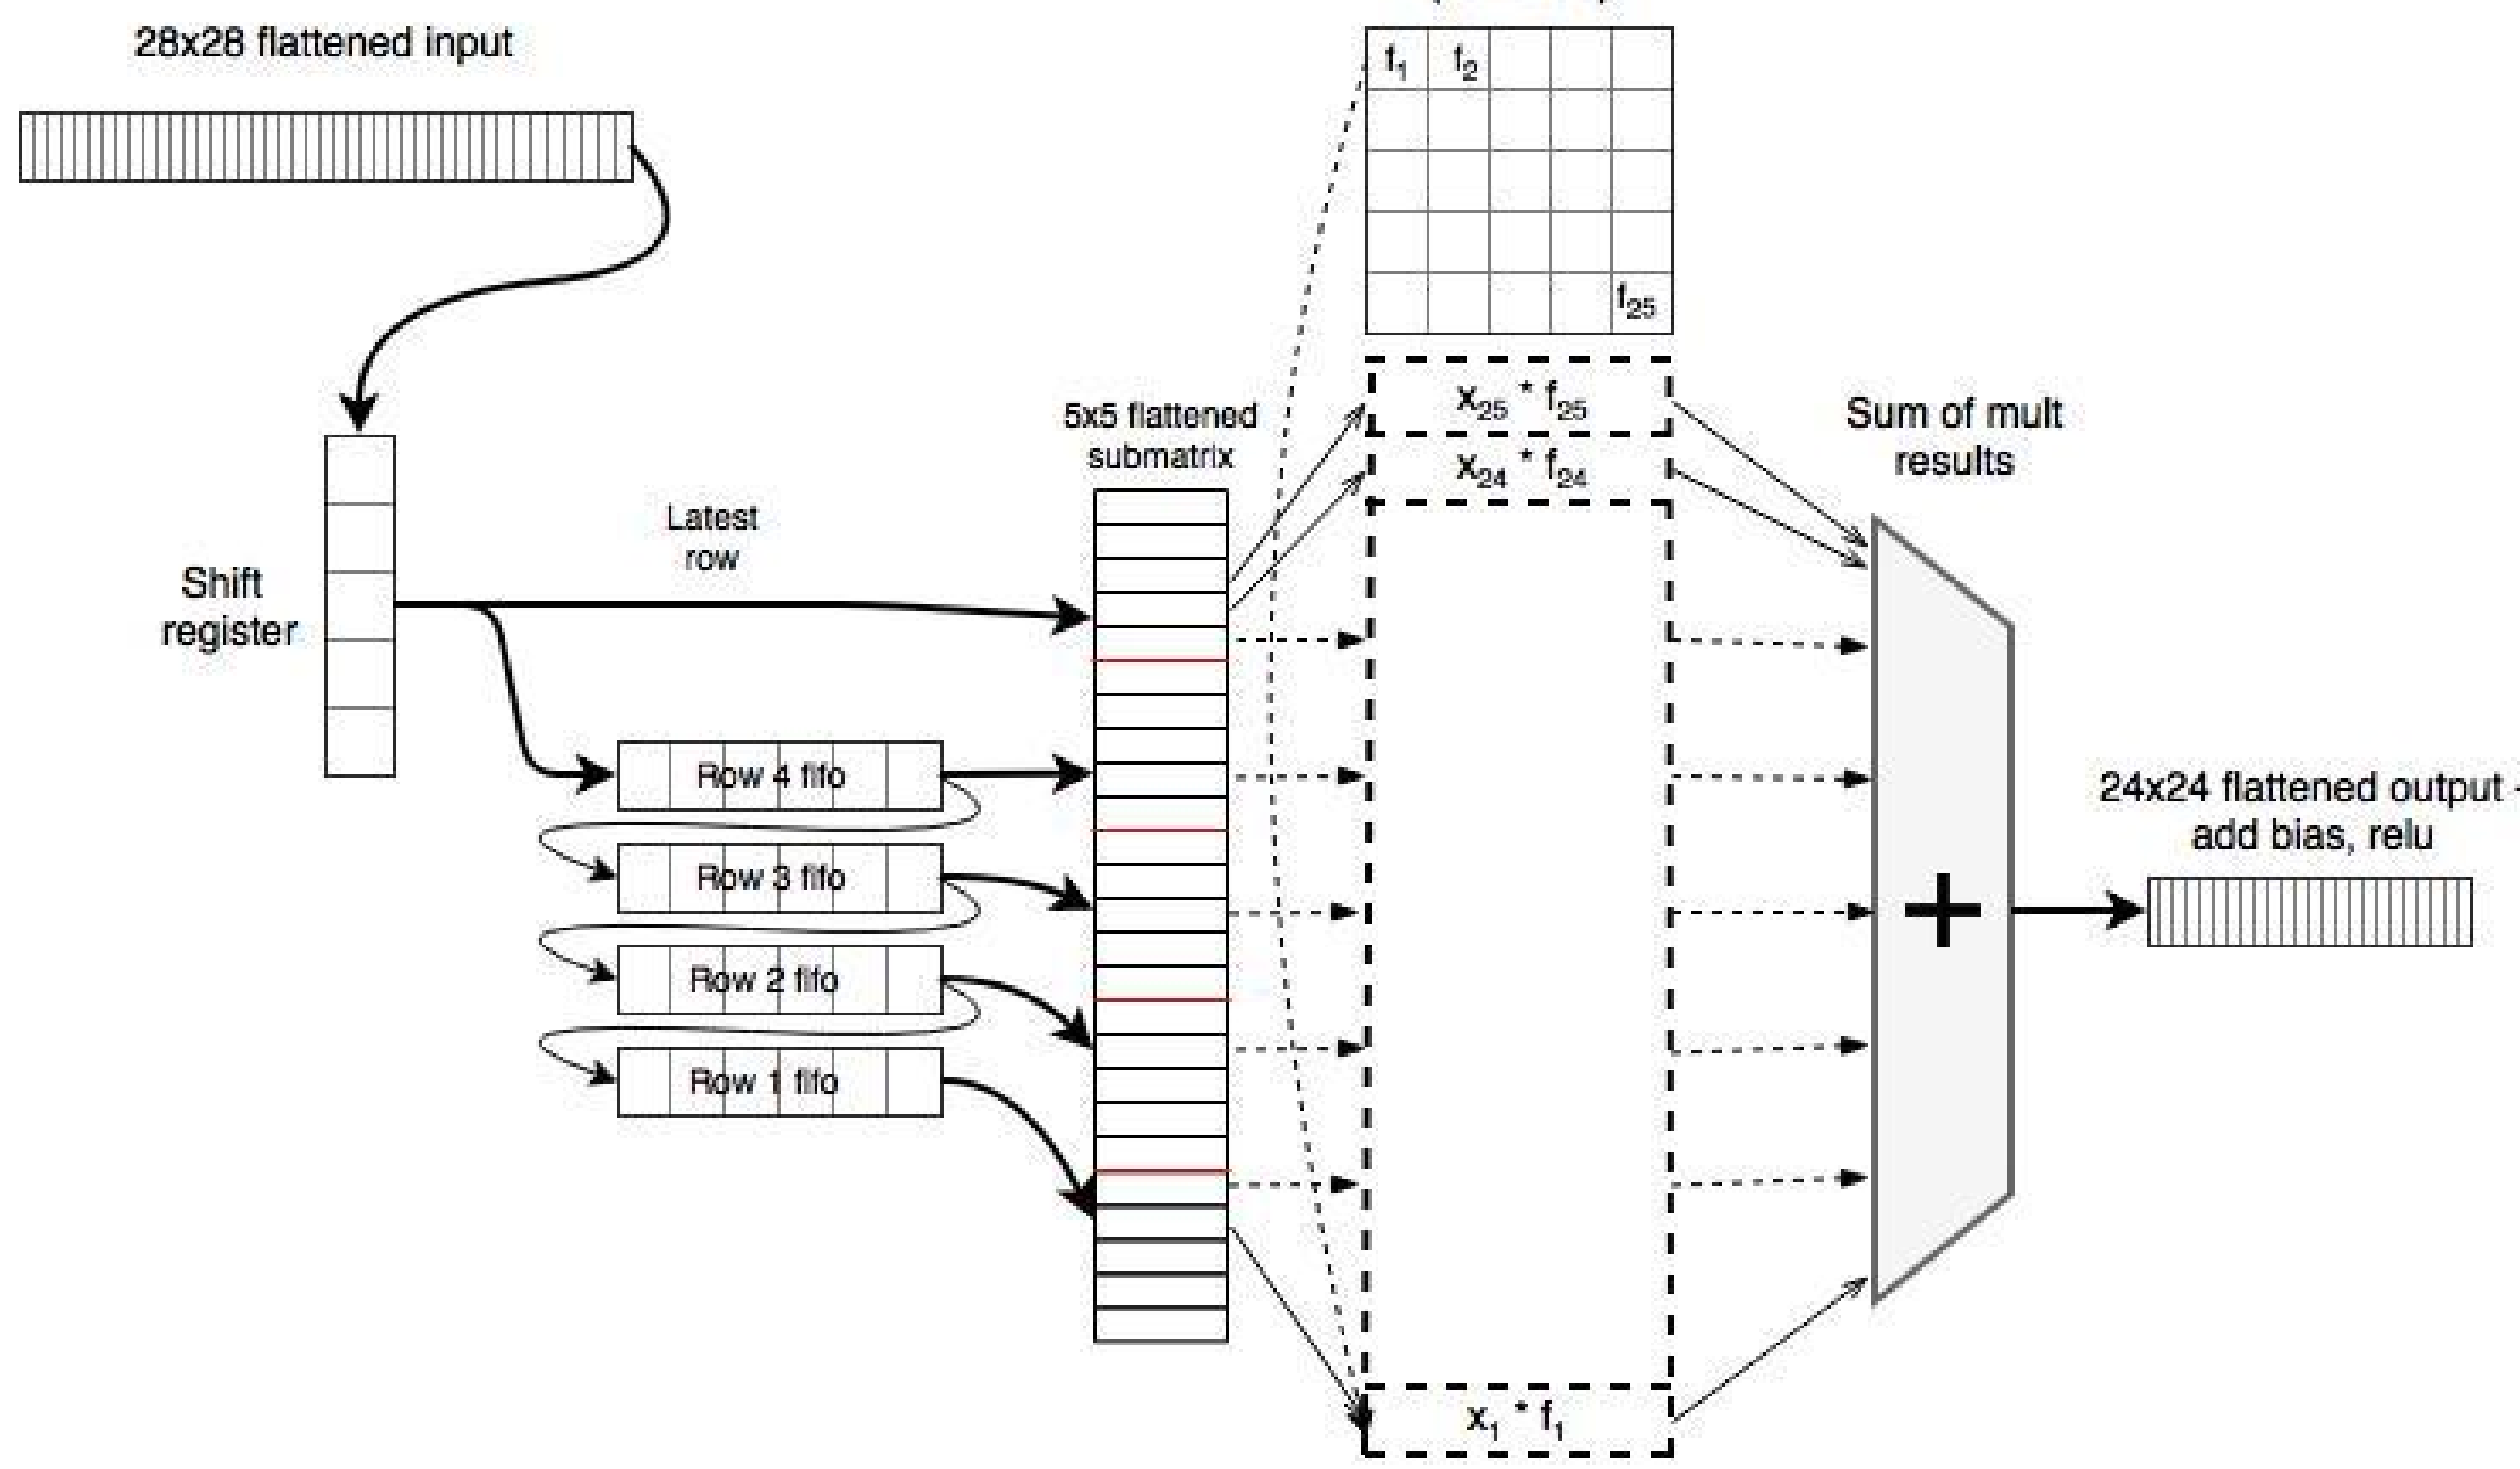 28x28 flattened input
f₁
f₂
f₂₅
x₂₅ * f₂₅
x₂₄ * f₂₄
5x5 flattened
submatrix
Sum of mult
results
Latest
row
Shift
register
Row 4 fifo
Row 3 fifo
Row 2 fifo
Row 1 fifo
24x24 flattened output -
add bias, relu
+
x₁ * f₁